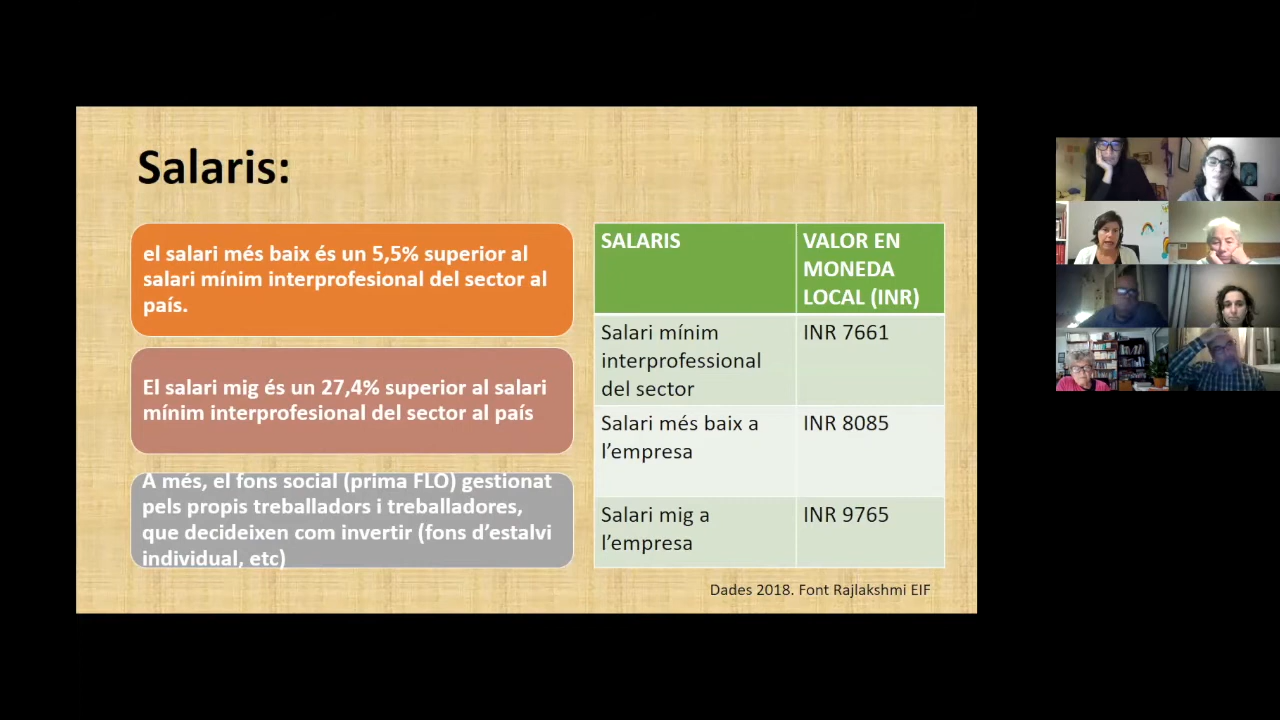 Salaris:
el salari més baix és un 5,5% superior al
salari mínim interprofesional del sector al
país.
El salari mig és un 27,4% superior al salari
mínim interprofesional del sector al país
A més, el fons social (prima FLO) gestionat
pels propis treballadors i treballadores,
que decideixen com invertir (fons d’estalvi
individual, etc)
SALARIS
VALOR EN
MONEDA
LOCAL (INR)
Salari mínim
interprofessional
del sector
INR 7661
Salari més baix a
l’empresa
INR 8085
Salari mig a
l’empresa
INR 9765
Dades 2018. Font Rajlakshmi EIF